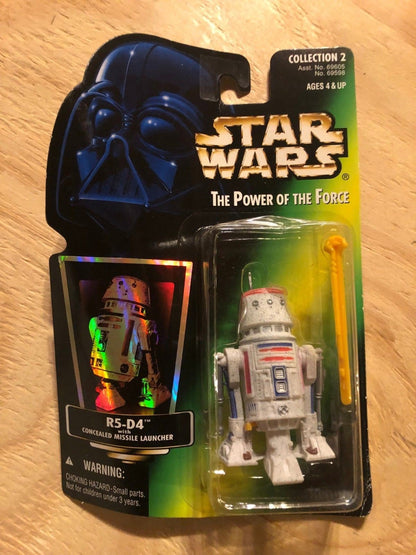 COLLECTION 2
Asst. No. 69605
No. 69598
AGES 4 & UP
STAR
WARS®
THE POWER OF THE FORCE
R5-D4™
with
CONCEALED MISSILE LAUNCHER
WARNING:
CHOKING HAZARD-Small parts.
Not for children under 3 years.